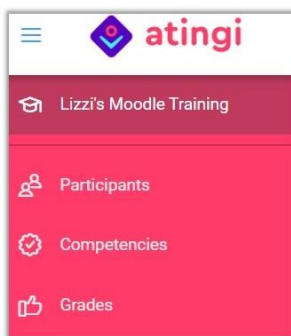 atingi
Lizzi's Moodle Training
Participants
Competencies
Grades